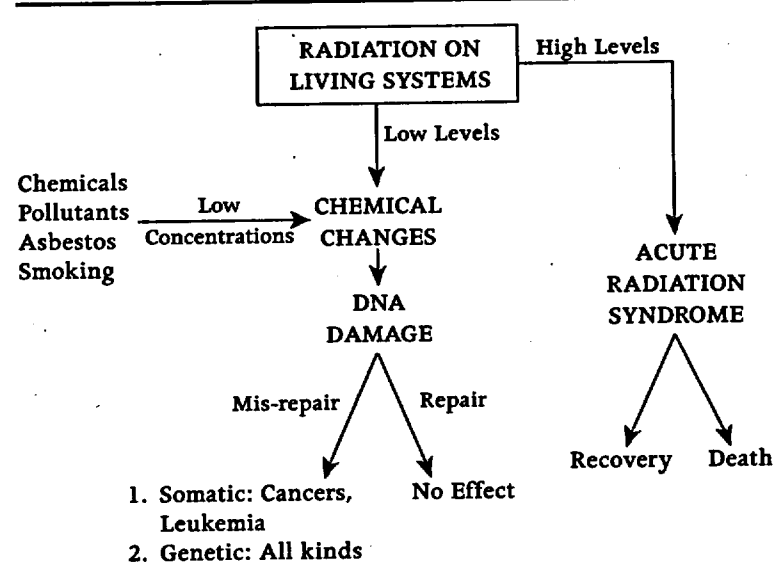 RADIATION ON
LIVING SYSTEMS
High Levels
Low Levels
Chemicals
Pollutants
Asbestos
Smoking
Low
Concentrations
CHEMICAL
CHANGES
DNA
DAMAGE
Mis-repair
Repair
1. Somatic: Cancers,
Leukemia
2. Genetic: All kinds
No Effect
ACUTE
RADIATION
SYNDROME
Recovery
Death